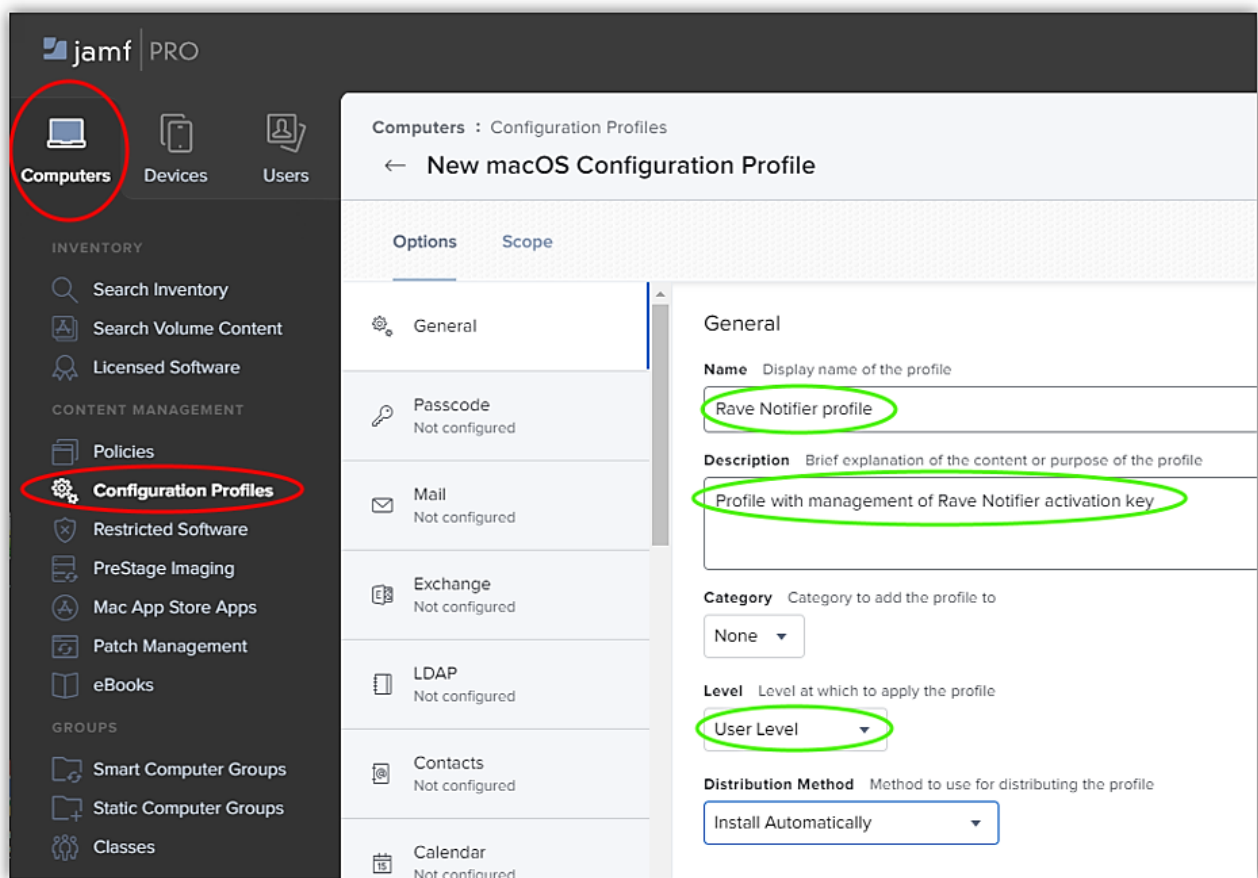 jamf PRO
Computers
Devices
Users
INVENTORY
Search Inventory
Search Volume Content
Licensed Software
CONTENT MANAGEMENT
Policies
Configuration Profiles
Restricted Software
PreStage Imaging
Mac App Store Apps
Patch Management
eBooks
GROUPS
Smart Computer Groups
Static Computer Groups
Classes
Computers : Configuration Profiles
← New macOS Configuration Profile
Options Scope
General
Passcode
Not configured
Mail
Not configured
Exchange
Not configured
LDAP
Not configured
Contacts
Not configured
Calendar
Not configured
General
Name Display name of the profile
Rave Notifier profile
Description Brief explanation of the content or purpose of the profile
Profile with management of Rave Notifier activation key
Category Category to add the profile to
None
Level Level at which to apply the profile
User Level
Distribution Method Method to use for distributing the profile
Install Automatically